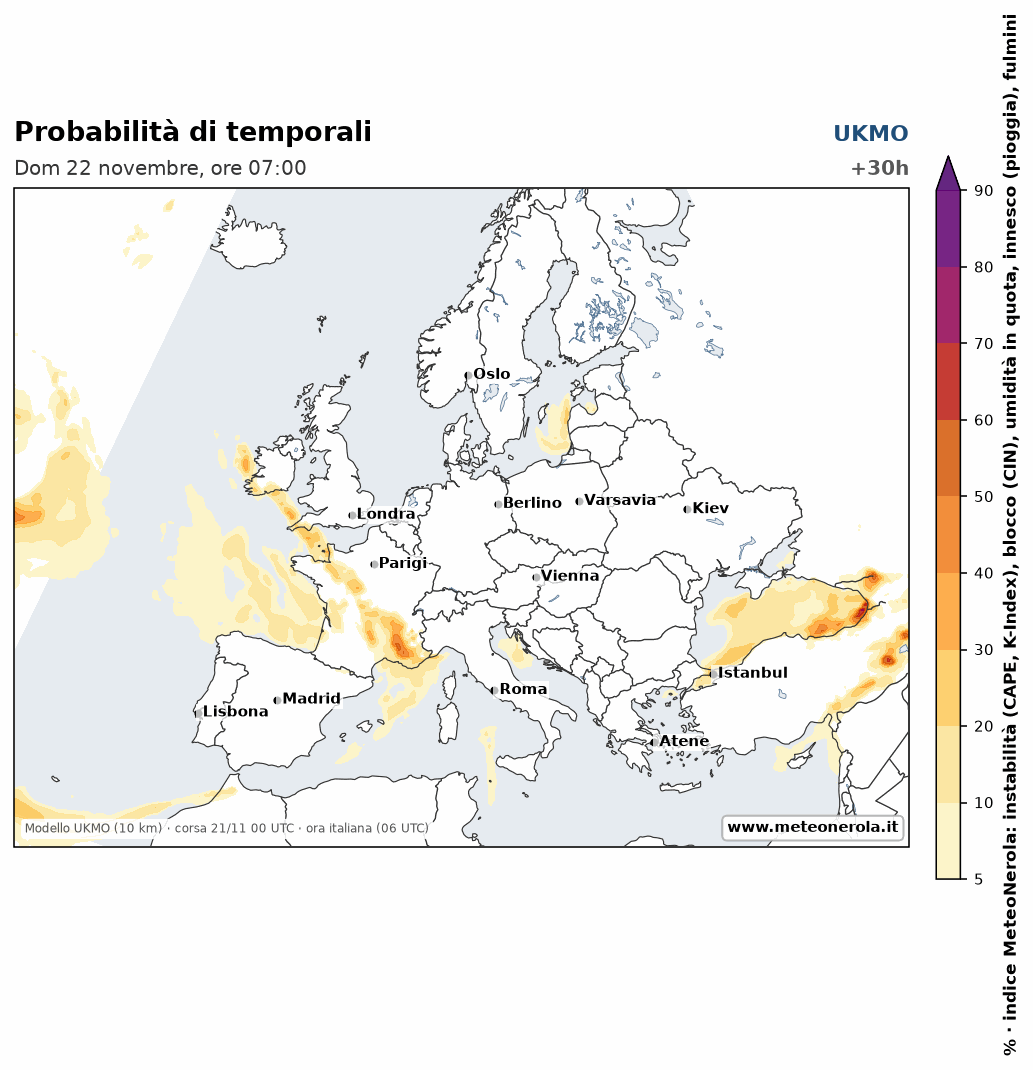 Probabilità di temporali
UKMO
Dom 22 novembre, ore 07:00
+30h
Oslo
Berlino
Varsavia
Kiev
Londra
Parigi
Vienna
Istanbul
Roma
Madrid
Lisbona
Atene
Modello UKMO (10 km) · corsa 21/11 00 UTC · ora italiana (06 UTC)
www.meteonerola.it
90
80
70
60
50
40
30
20
10
5
% · indice MeteoNerola: instabilità (CAPE, K-Index), blocco (CIN), umidità in quota, innesco (pioggia), fulmini